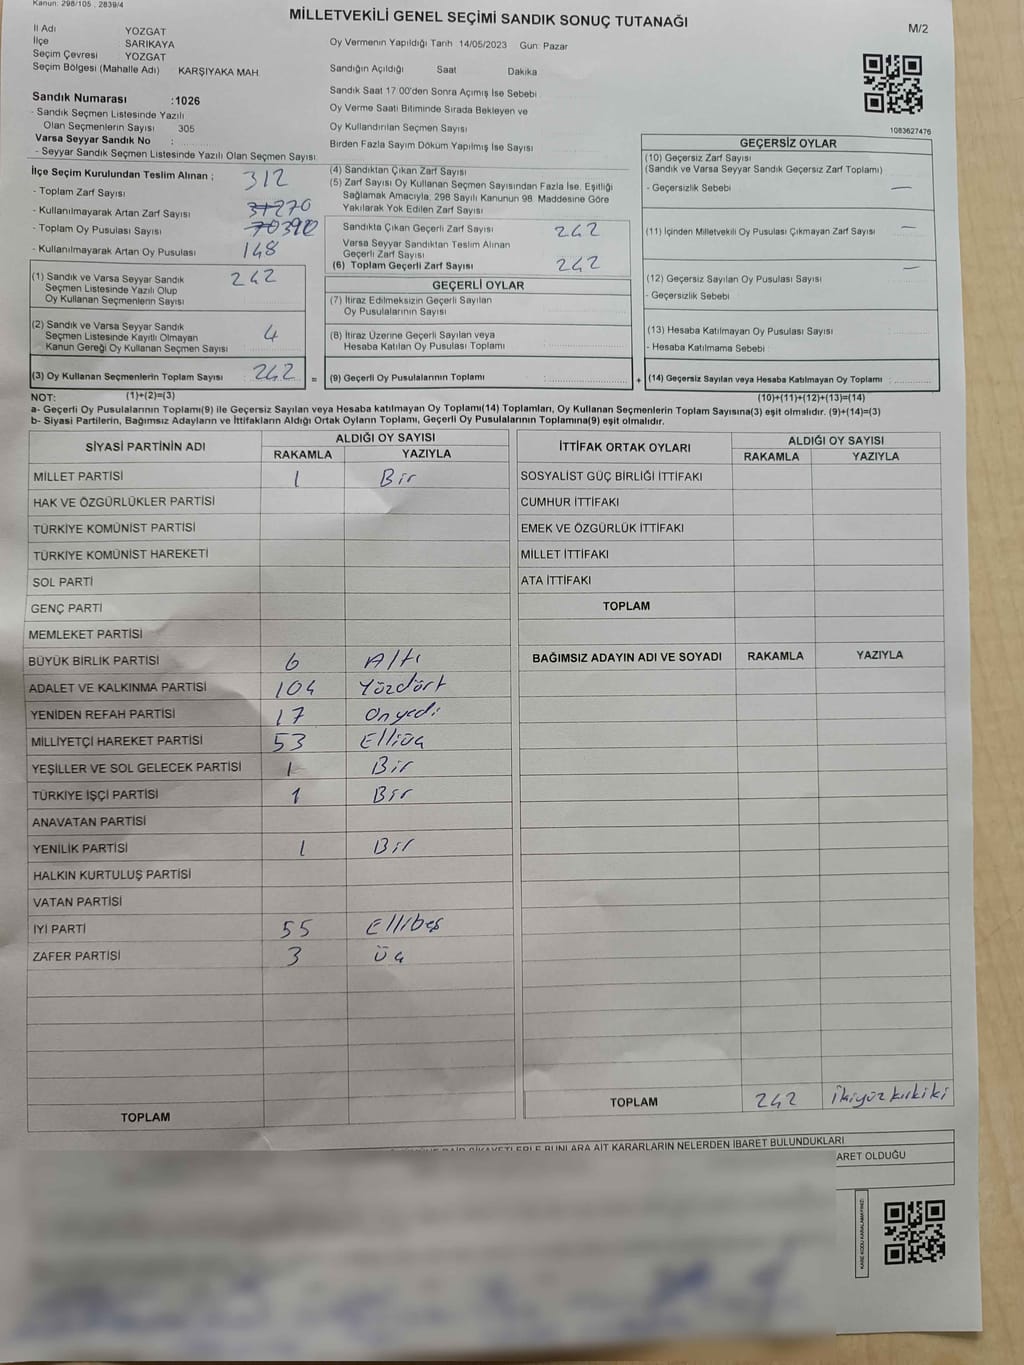 Kanun: 298/105 , 2839/4
MİLLETVEKİLİ GENEL SEÇİMİ SANDIK SONUÇ TUTANAĞI
M/2
İl Adı YOZGAT
İlçe SARIKAYA
Seçim Çevresi YOZGAT
Seçim Bölgesi (Mahalle Adı) KARŞIYAKA MAH.
Oy Vermenin Yapıldığı Tarih 14/05/2023 Gün: Pazar
Sandığın Açıldığı Saat Dakika
Sandık Saat 17.00'den Sonra Açımış İse Sebebi
Oy Verme Saati Bitiminde Sırada Bekleyen ve
Oy Kullandırılan Seçmen Sayısı
Birden Fazla Sayım Döküm Yapılmış İse Sayısı
Sandık Numarası :1026
- Sandık Seçmen Listesinde Yazılı
Olan Seçmenlerin Sayısı 305
Varsa Seyyar Sandık No :
- Seyyar Sandık Seçmen Listesinde Yazılı Olan Seçmen Sayısı:
1083627476
İlçe Seçim Kurulundan Teslim Alınan ;
- Toplam Zarf Sayısı 312
- Kullanılmayarak Artan Zarf Sayısı 70
- Toplam Oy Pusulası Sayısı 390
- Kullanılmayarak Artan Oy Pusulası 148
(1) Sandık ve Varsa Seyyar Sandık 242
Seçmen Listesinde Yazılı Olup
Oy Kullanan Seçmenlerin Sayısı
(2) Sandık ve Varsa Seyyar Sandık
Seçmen Listesinde Kayıtlı Olmayan 4
Kanun Gereği Oy Kullanan Seçmen Sayısı
(3) Oy Kullanan Seçmenlerin Toplam Sayısı 242 =
(4) Sandıktan Çıkan Zarf Sayısı
(5) Zarf Sayısı Oy Kullanan Seçmen Sayısından Fazla İse, Eşitliği
Sağlamak Amacıyla, 298 Sayılı Kanunun 98. Maddesine Göre
Yakılarak Yok Edilen Zarf Sayısı
Sandıkta Çıkan Geçerli Zarf Sayısı 242
Varsa Seyyar Sandıktan Teslim Alınan
Geçerli Zarf Sayısı
(6) Toplam Geçerli Zarf Sayısı 242
GEÇERLİ OYLAR
(7) İtiraz Edilmeksizin Geçerli Sayılan
Oy Pusulalarının Sayısı
(8) İtiraz Üzerine Geçerli Sayılan veya
Hesaba Katılan Oy Pusulası Toplamı
(9) Geçerli Oy Pusulalarının Toplamı : +
GEÇERSİZ OYLAR
(10) Geçersiz Zarf Sayısı
(Sandık ve Varsa Seyyar Sandık Geçersiz Zarf Toplamı)
- Geçersizlik Sebebi —
(11) İçinden Milletvekili Oy Pusulası Çıkmayan Zarf Sayısı —
(12) Geçersiz Sayılan Oy Pusulası Sayısı —
- Geçersizlik Sebebi
(13) Hesaba Katılmayan Oy Pusulası Sayısı
- Hesaba Katılmama Sebebi
(14) Geçersiz Sayılan veya Hesaba Katılmayan Oy Toplamı :
NOT: (1)+(2)=(3) (10)+(11)+(12)+(13)=(14)
a- Geçerli Oy Pusulalarının Toplamı(9) ile Geçersiz Sayılan veya Hesaba katılmayan Oy Toplamı(14) Toplamları, Oy Kullanan Seçmenlerin Toplam Sayısına(3) eşit olmalıdır. (9)+(14)=(3)
b- Siyasi Partilerin, Bağımsız Adayların ve İttifakların Aldığı Ortak Oyların Toplamı, Geçerli Oy Pusulalarının Toplamına(9) eşit olmalıdır.
SİYASİ PARTİNİN ADI ALDIĞI OY SAYISI
RAKAMLA YAZIYLA
MİLLET PARTİSİ 1 Bir
HAK VE ÖZGÜRLÜKLER PARTİSİ
TÜRKİYE KOMÜNİST PARTİSİ
TÜRKİYE KOMÜNİST HAREKETİ
SOL PARTİ
GENÇ PARTİ
MEMLEKET PARTİSİ
BÜYÜK BİRLİK PARTİSİ 6 Altı
ADALET VE KALKINMA PARTİSİ 104 Yüzdört
YENİDEN REFAH PARTİSİ 17 Onyedi
MİLLİYETÇİ HAREKET PARTİSİ 53 Elliüç
YEŞİLLER VE SOL GELECEK PARTİSİ 1 Bir
TÜRKİYE İŞÇİ PARTİSİ 1 Bir
ANAVATAN PARTİSİ
YENİLİK PARTİSİ 1 Bir
HALKIN KURTULUŞ PARTİSİ
VATAN PARTİSİ
İYİ PARTİ 55 Ellibeş
ZAFER PARTİSİ 3 Üç
TOPLAM
İTTİFAK ORTAK OYLARI ALDIĞI OY SAYISI
RAKAMLA YAZIYLA
SOSYALİST GÜÇ BİRLİĞİ İTTİFAKI
CUMHUR İTTİFAKI
EMEK VE ÖZGÜRLÜK İTTİFAKI
MİLLET İTTİFAKI
ATA İTTİFAKI
TOPLAM
BAĞIMSIZ ADAYIN ADI VE SOYADI RAKAMLA YAZIYLA
TOPLAM 242 İkiyüzkırkiki
ŞİKAYETLERLE BUNLARA AİT KARARLARIN NELERDEN İBARET BULUNDUKLARI
ARET OLDUĞU
KARE KODU KARALAMAYINIZ!